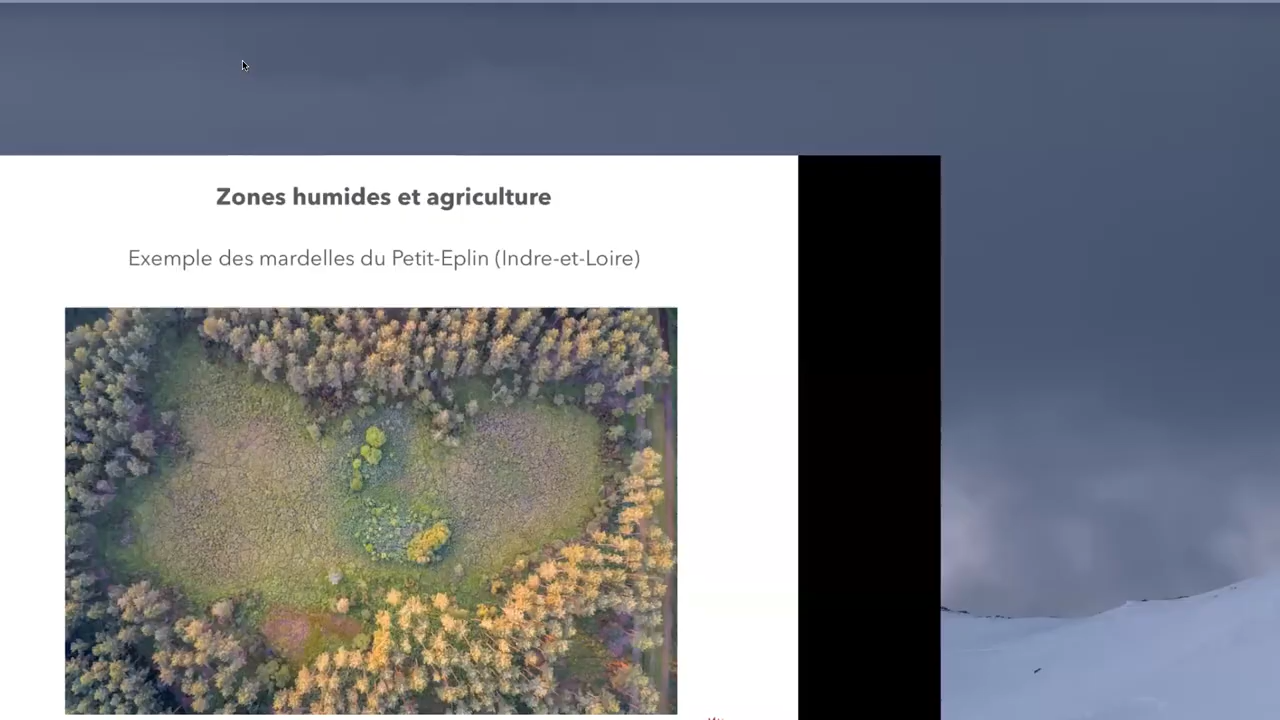 Zones humides et agriculture
Exemple des mardelles du Petit-Eplin (Indre-et-Loire)